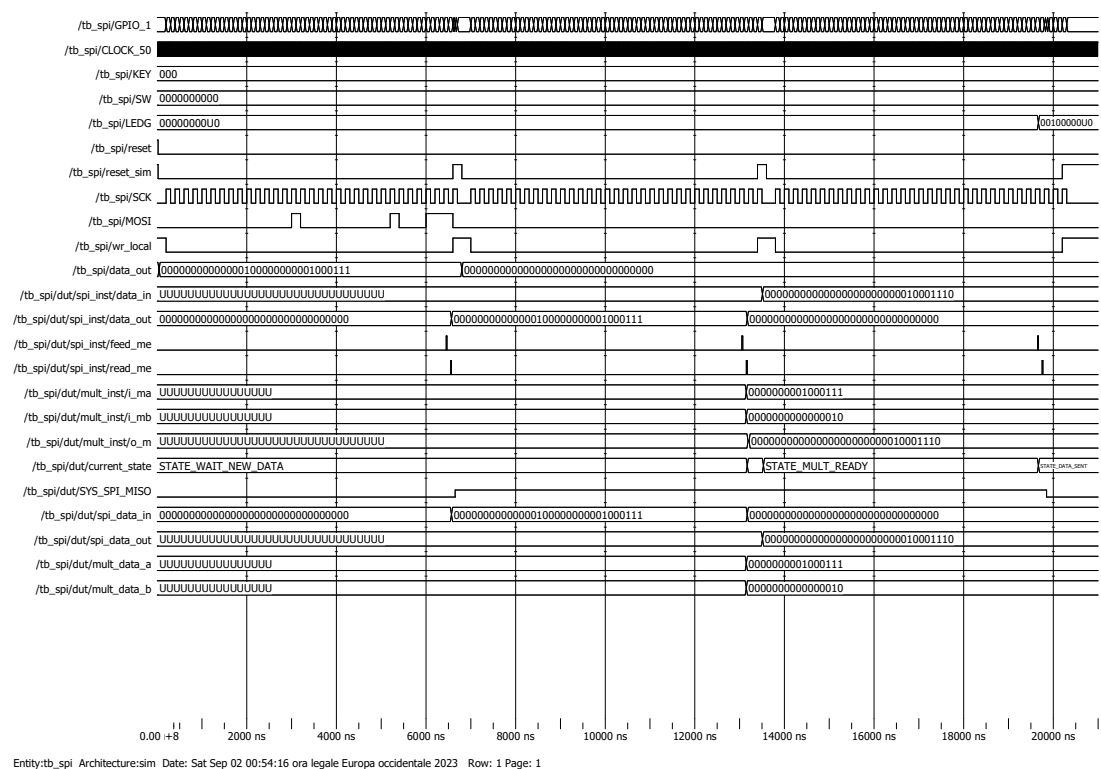 /tb_spi/GPIO_1
/tb_spi/CLOCK_50
/tb_spi/KEY 000
/tb_spi/SW 0000000000
/tb_spi/LEDG 00000000U0 00100000U0
/tb_spi/reset
/tb_spi/reset_sim
/tb_spi/SCK
/tb_spi/MOSI
/tb_spi/wr_local
/tb_spi/data_out 00000000000000100000000001000111 00000000000000000000000000000000
/tb_spi/dut/spi_inst/data_in UUUUUUUUUUUUUUUUUUUUUUUUUUUUUUUU 00000000000000000000000010001110
/tb_spi/dut/spi_inst/data_out 00000000000000000000000000000000 00000000000000100000000001000111 00000000000000000000000000000000
/tb_spi/dut/spi_inst/feed_me
/tb_spi/dut/spi_inst/read_me
/tb_spi/dut/mult_inst/i_ma UUUUUUUUUUUUUUUU 0000000001000111
/tb_spi/dut/mult_inst/i_mb UUUUUUUUUUUUUUUU 0000000000000010
/tb_spi/dut/mult_inst/o_m UUUUUUUUUUUUUUUUUUUUUUUUUUUUUUUU 00000000000000000000000010001110
/tb_spi/dut/current_state STATE_WAIT_NEW_DATA STATE_MULT_READY STATE_DATA_SENT
/tb_spi/dut/SYS_SPI_MISO
/tb_spi/dut/spi_data_in 00000000000000000000000000000000 00000000000000100000000001000111 00000000000000000000000000000000
/tb_spi/dut/spi_data_out UUUUUUUUUUUUUUUUUUUUUUUUUUUUUUUU 00000000000000000000000010001110
/tb_spi/dut/mult_data_a UUUUUUUUUUUUUUUU 0000000001000111
/tb_spi/dut/mult_data_b UUUUUUUUUUUUUUUU 0000000000000010
0.00 +8 2000 ns 4000 ns 6000 ns 8000 ns 10000 ns 12000 ns 14000 ns 16000 ns 18000 ns 20000 ns
Entity:tb_spi Architecture:sim Date: Sat Sep 02 00:54:16 ora legale Europa occidentale 2023 Row: 1 Page: 1